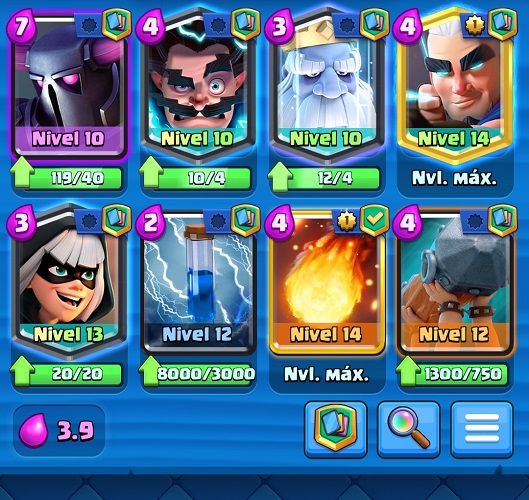 7 4 3 4
Nivel 10 Nivel 10 Nivel 10 Nivel 14
119/40 10/4 12/4 Nvl. máx.
3 2 4 4
Nivel 13 Nivel 12 Nivel 14 Nivel 12
20/20 8000/3000 Nvl. máx. 1300/750
3.9